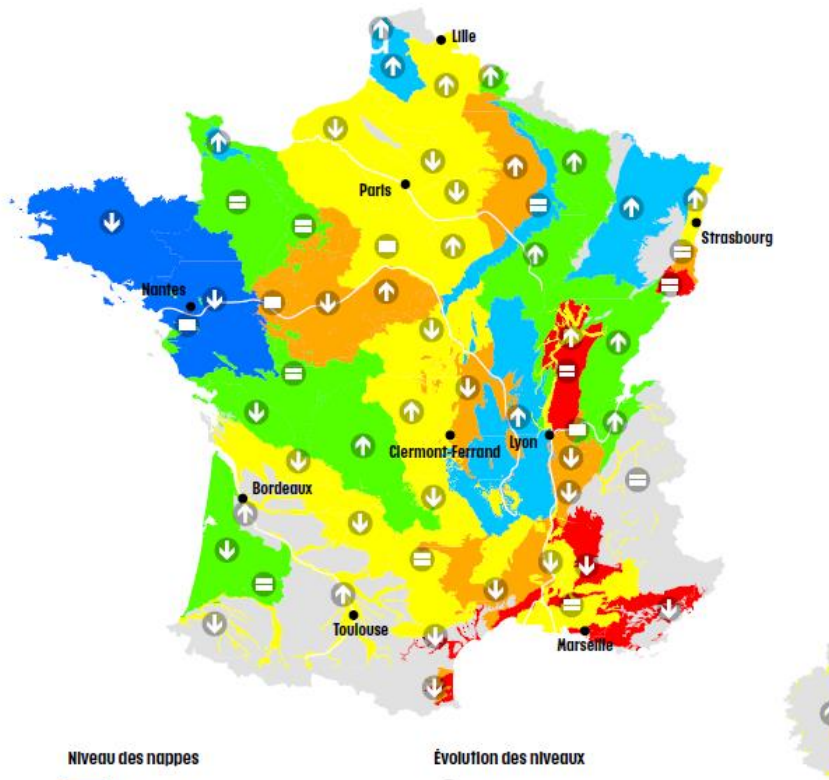 Lille
Paris
Strasbourg
Nantes
Clermont-Ferrand
Lyon
Bordeaux
Toulouse
Marseille
Niveau des nappes
Évolution des niveaux